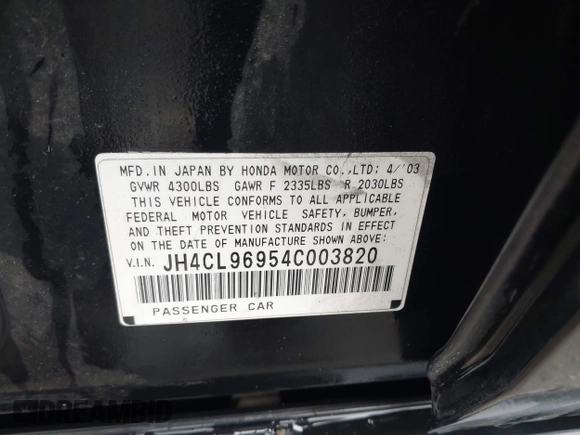 MFD. IN JAPAN BY HONDA MOTOR CO., LTD: 4/'03
GVWR 4300LBS GAWR F 2335LBS R 2030LBS
THIS VEHICLE CONFORMS TO ALL APPLICABLE
FEDERAL MOTOR VEHICLE SAFETY, BUMPER,
AND THEFT PREVENTION STANDARDS IN EFFECT
ON THE DATE OF MANUFACTURE SHOWN ABOVE:
V.I.N. JH4CL96954C003820
PASSENGER CAR
DREAMBID